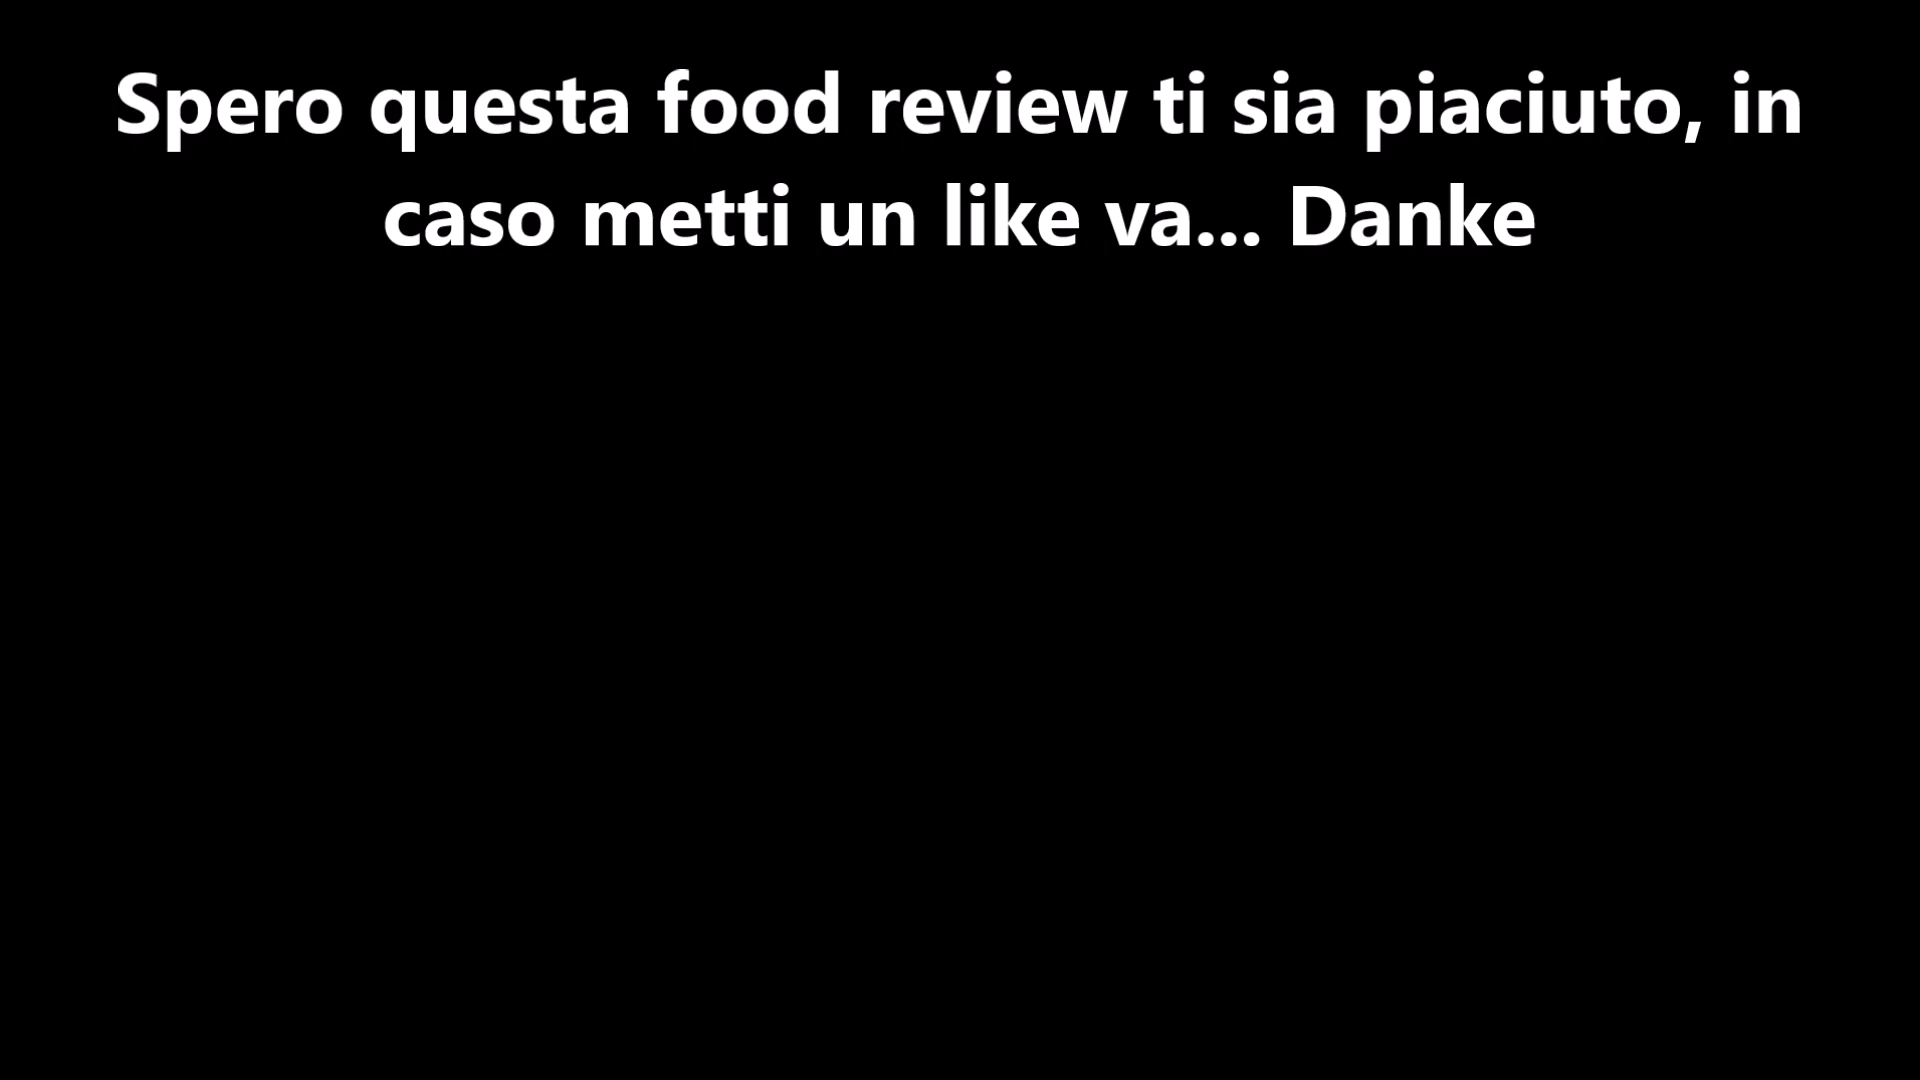 Spero questa food review ti sia piaciuto, in
caso metti un like va... Danke